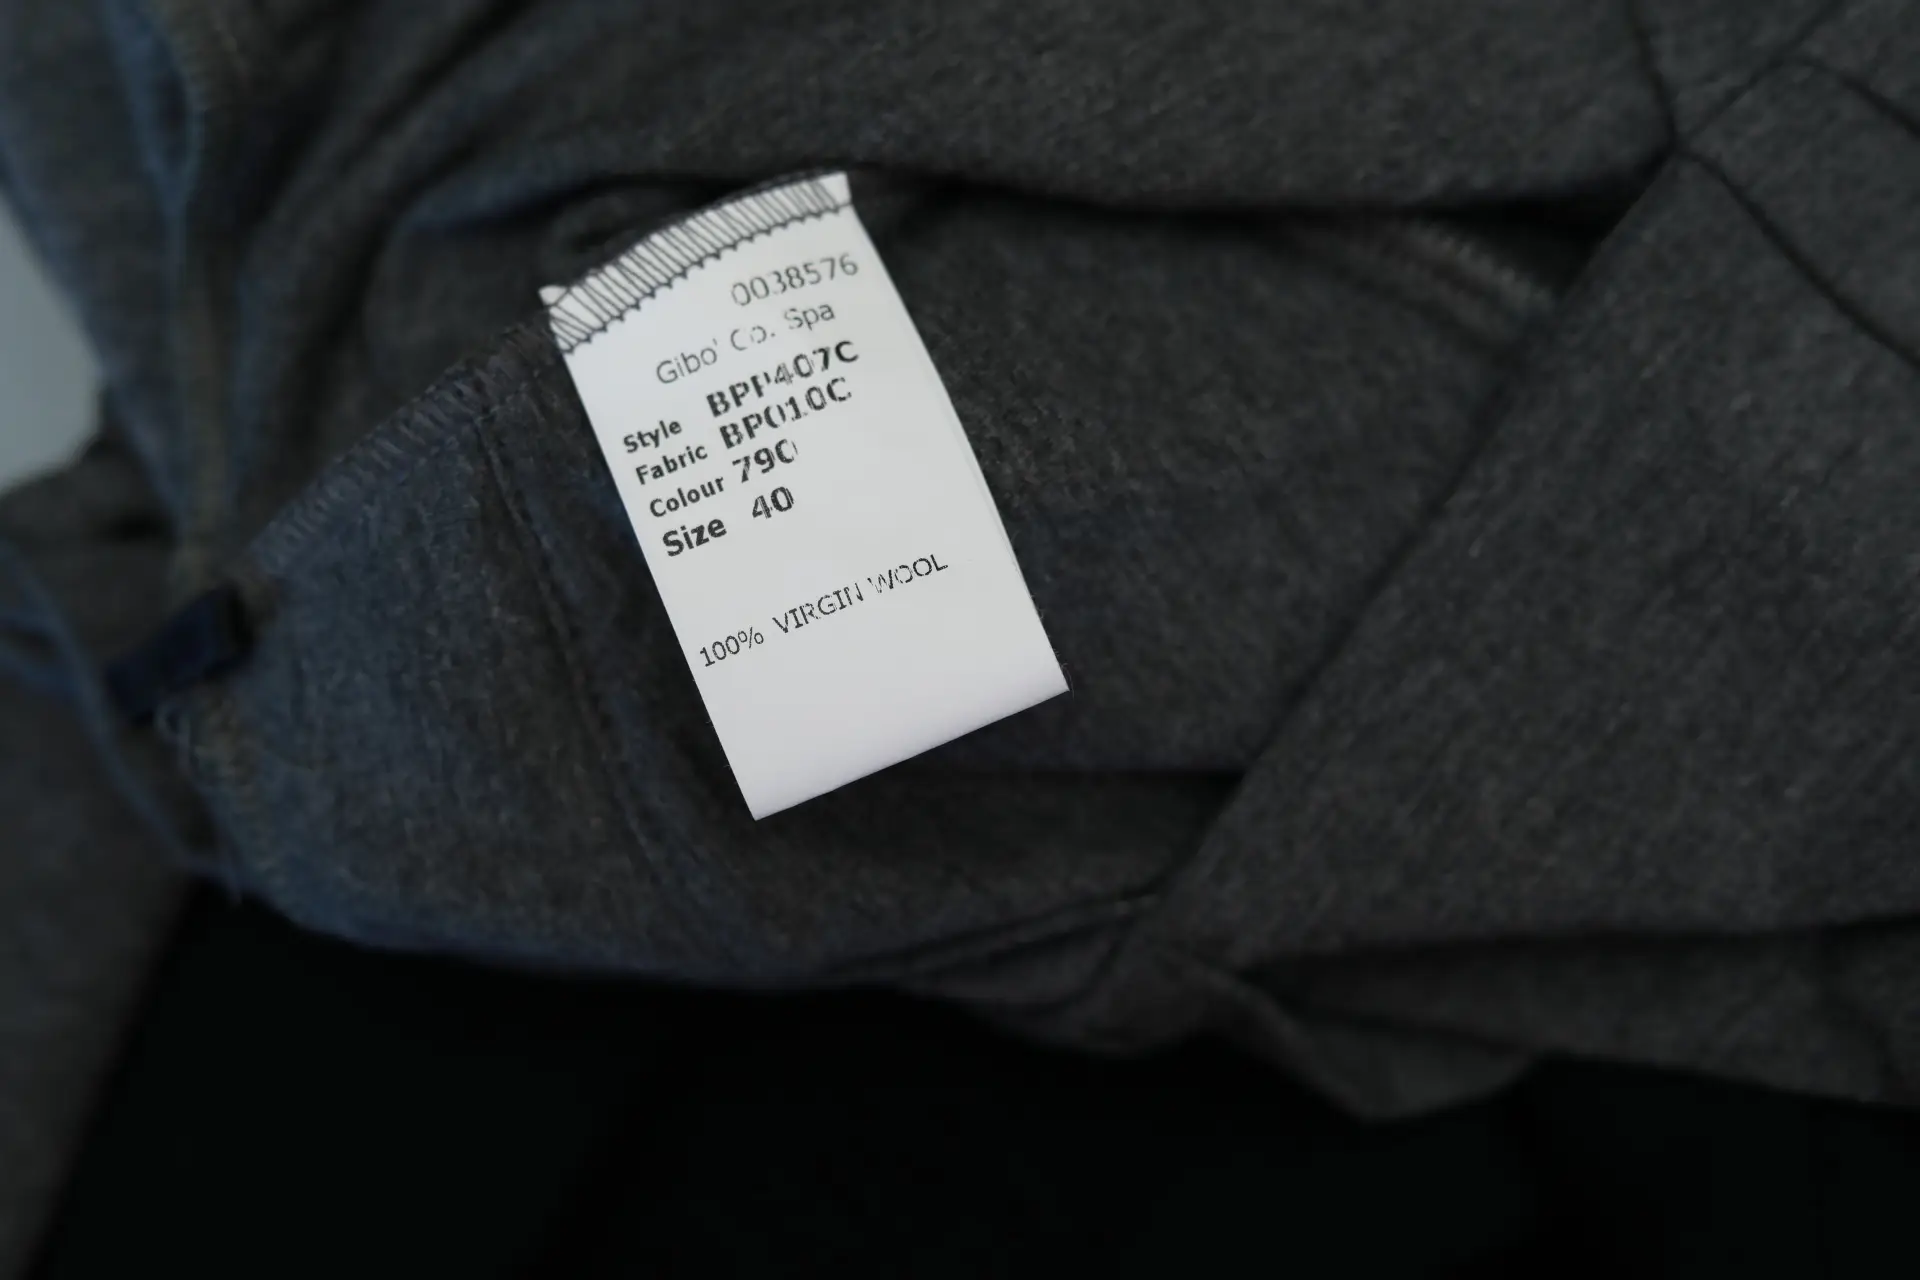 0038576
Gibo' Co. Spa
Style BPP407C
Fabric BP010C
Colour 790
Size 40
100% VIRGIN WOOL